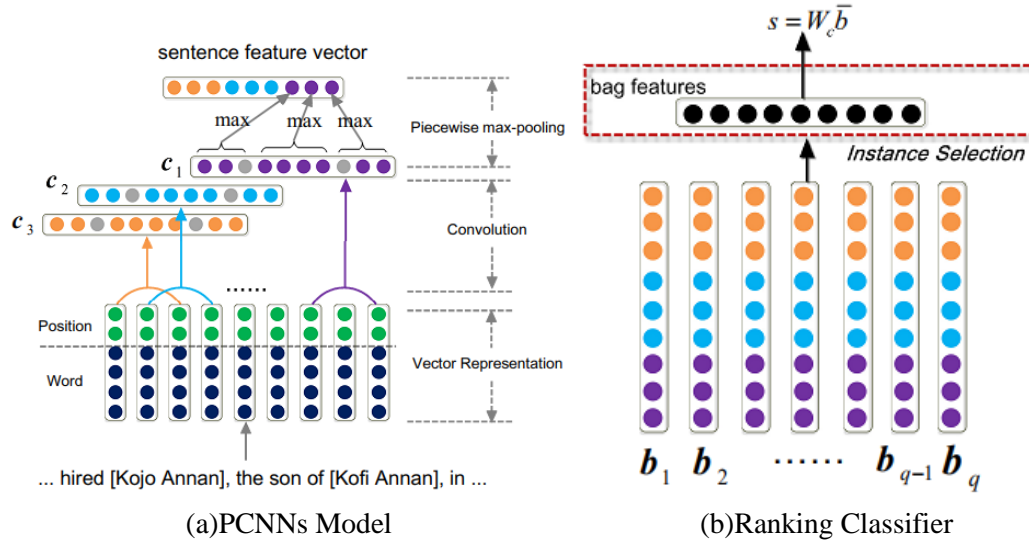 sentence feature vector
max
max
max
Piecewise max-pooling
c1
c2
c3
Convolution
......
Position
Word
Vector Representation
... hired [Kojo Annan], the son of [Kofi Annan], in ...
(a)PCNNs Model
s = W_c b̄
bag features
Instance Selection
b1 b2 ...... bq-1 bq
(b)Ranking Classifier